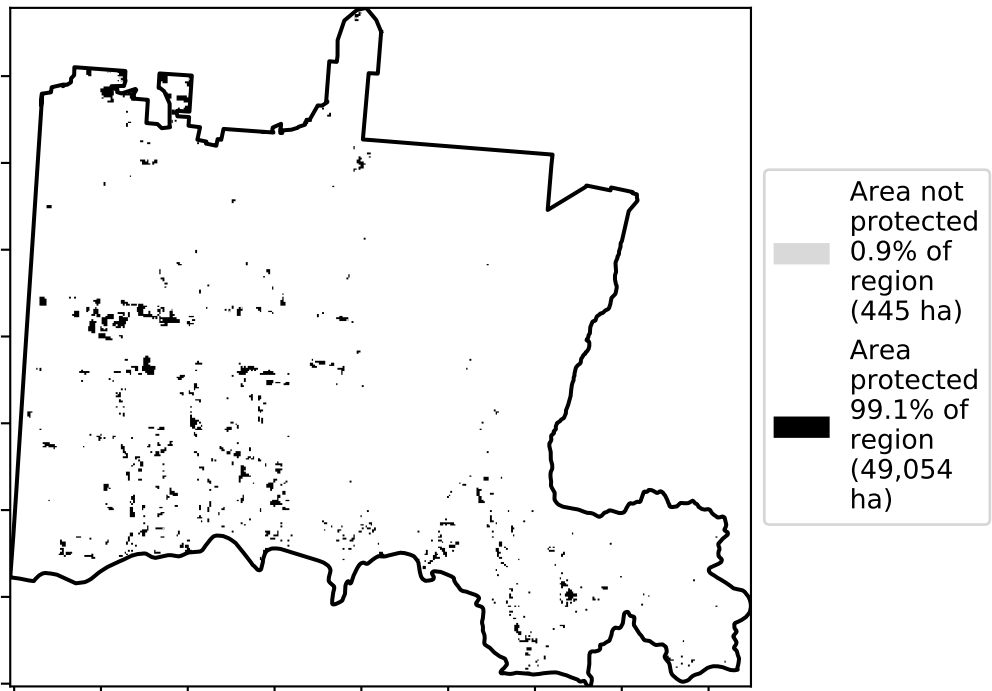 Area not
protected
0.9% of
region
(445 ha)
Area
protected
99.1% of
region
(49,054
ha)